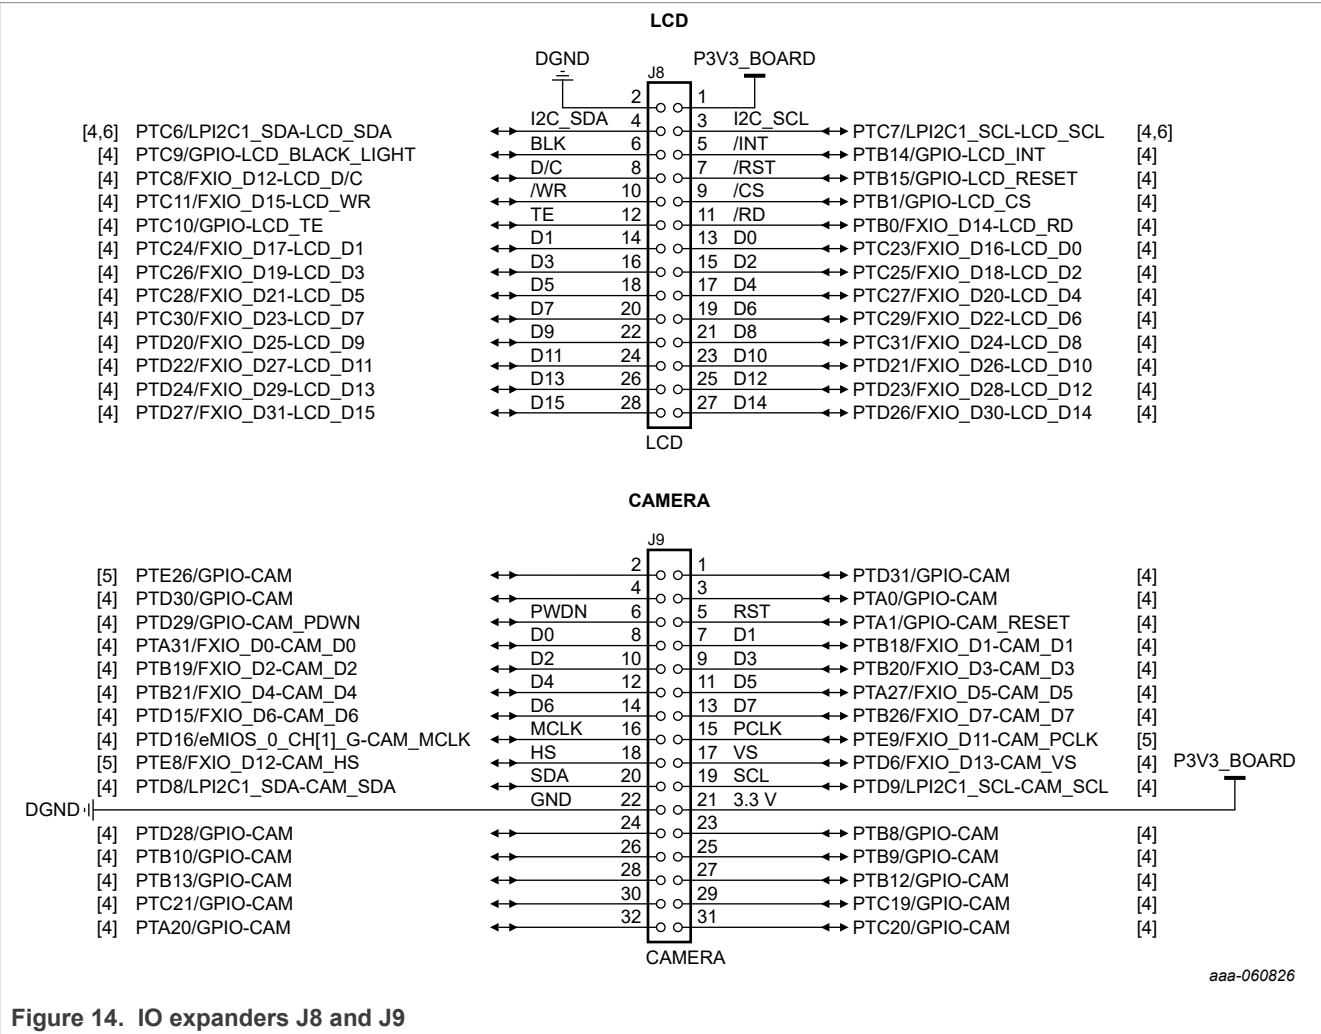 LCD
DGND P3V3_BOARD
J8
2 1
[4,6] PTC6/LPI2C1_SDA-LCD_SDA I2C_SDA 4 3 I2C_SCL PTC7/LPI2C1_SCL-LCD_SCL [4,6]
[4] PTC9/GPIO-LCD_BLACK_LIGHT BLK 6 5 /INT PTB14/GPIO-LCD_INT [4]
[4] PTC8/FXIO_D12-LCD_D/C D/C 8 7 /RST PTB15/GPIO-LCD_RESET [4]
[4] PTC11/FXIO_D15-LCD_WR /WR 10 9 /CS PTB1/GPIO-LCD_CS [4]
[4] PTC10/GPIO-LCD_TE TE 12 11 /RD PTB0/FXIO_D14-LCD_RD [4]
[4] PTC24/FXIO_D17-LCD_D1 D1 14 13 D0 PTC23/FXIO_D16-LCD_D0 [4]
[4] PTC26/FXIO_D19-LCD_D3 D3 16 15 D2 PTC25/FXIO_D18-LCD_D2 [4]
[4] PTC28/FXIO_D21-LCD_D5 D5 18 17 D4 PTC27/FXIO_D20-LCD_D4 [4]
[4] PTC30/FXIO_D23-LCD_D7 D7 20 19 D6 PTC29/FXIO_D22-LCD_D6 [4]
[4] PTD20/FXIO_D25-LCD_D9 D9 22 21 D8 PTC31/FXIO_D24-LCD_D8 [4]
[4] PTD22/FXIO_D27-LCD_D11 D11 24 23 D10 PTD21/FXIO_D26-LCD_D10 [4]
[4] PTD24/FXIO_D29-LCD_D13 D13 26 25 D12 PTD23/FXIO_D28-LCD_D12 [4]
[4] PTD27/FXIO_D31-LCD_D15 D15 28 27 D14 PTD26/FXIO_D30-LCD_D14 [4]
LCD
CAMERA
J9
[5] PTE26/GPIO-CAM 2 1 PTD31/GPIO-CAM [4]
[4] PTD30/GPIO-CAM 4 3 PTA0/GPIO-CAM [4]
[4] PTD29/GPIO-CAM_PDWN PWDN 6 5 RST PTA1/GPIO-CAM_RESET [4]
[4] PTA31/FXIO_D0-CAM_D0 D0 8 7 D1 PTB18/FXIO_D1-CAM_D1 [4]
[4] PTB19/FXIO_D2-CAM_D2 D2 10 9 D3 PTB20/FXIO_D3-CAM_D3 [4]
[4] PTB21/FXIO_D4-CAM_D4 D4 12 11 D5 PTA27/FXIO_D5-CAM_D5 [4]
[4] PTD15/FXIO_D6-CAM_D6 D6 14 13 D7 PTB26/FXIO_D7-CAM_D7 [4]
[4] PTD16/eMIOS_0_CH[1]_G-CAM_MCLK MCLK 16 15 PCLK PTE9/FXIO_D11-CAM_PCLK [5]
[5] PTE8/FXIO_D12-CAM_HS HS 18 17 VS PTD6/FXIO_D13-CAM_VS [4] P3V3_BOARD
[4] PTD8/LPI2C1_SDA-CAM_SDA SDA 20 19 SCL PTD9/LPI2C1_SCL-CAM_SCL [4]
DGND GND 22 21 3.3 V
[4] PTD28/GPIO-CAM 24 23 PTB8/GPIO-CAM [4]
[4] PTB10/GPIO-CAM 26 25 PTB9/GPIO-CAM [4]
[4] PTB13/GPIO-CAM 28 27 PTB12/GPIO-CAM [4]
[4] PTC21/GPIO-CAM 30 29 PTC19/GPIO-CAM [4]
[4] PTA20/GPIO-CAM 32 31 PTC20/GPIO-CAM [4]
CAMERA
aaa-060826
Figure 14. IO expanders J8 and J9